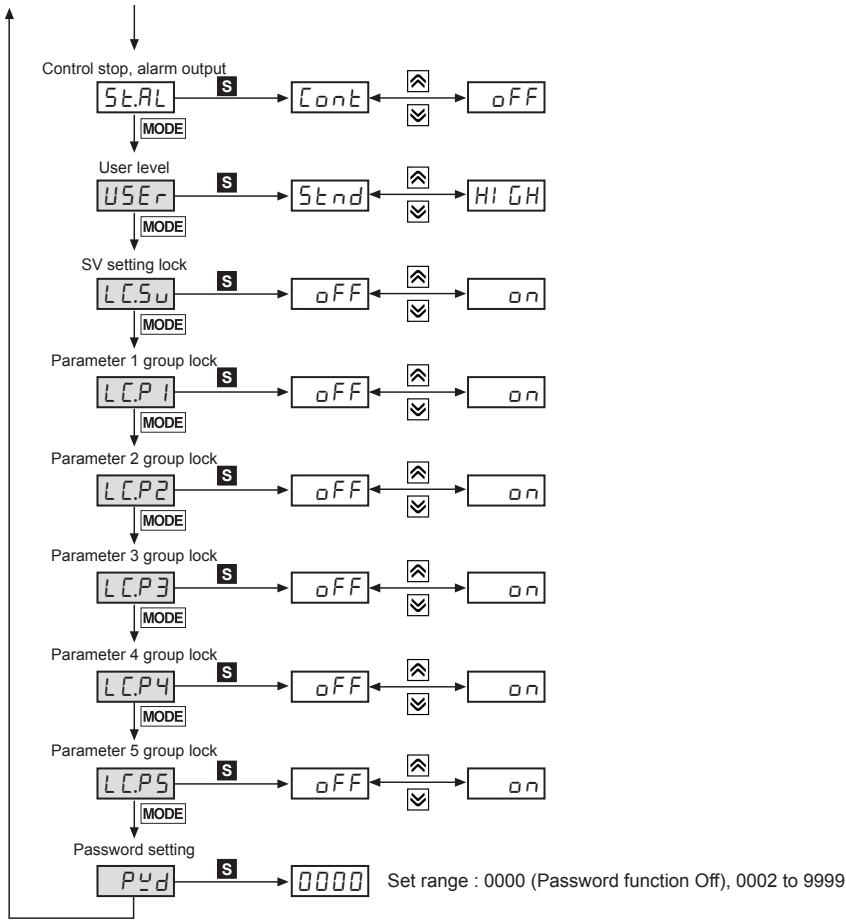 Control stop, alarm output
St.AL S Cont oFF
MODE
User level
USEr S Stnd HIGH
MODE
SV setting lock
LC.Sv S oFF on
MODE
Parameter 1 group lock
LC.P1 S oFF on
MODE
Parameter 2 group lock
LC.P2 S oFF on
MODE
Parameter 3 group lock
LC.P3 S oFF on
MODE
Parameter 4 group lock
LC.P4 S oFF on
MODE
Parameter 5 group lock
LC.P5 S oFF on
MODE
Password setting
PWd S 0000 Set range : 0000 (Password function Off), 0002 to 9999